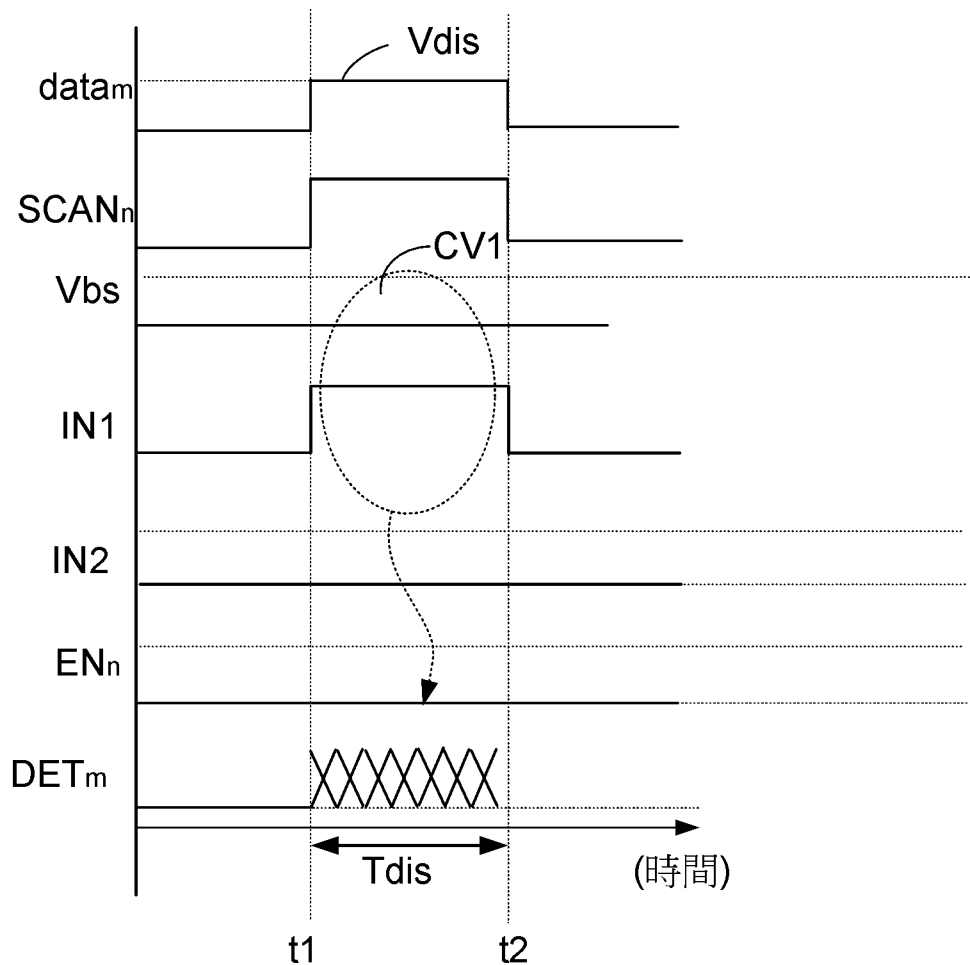 Vdis
datam
SCANn
CV1
Vbs
IN1
IN2
ENn
DETm
Tdis
(時間)
t1
t2